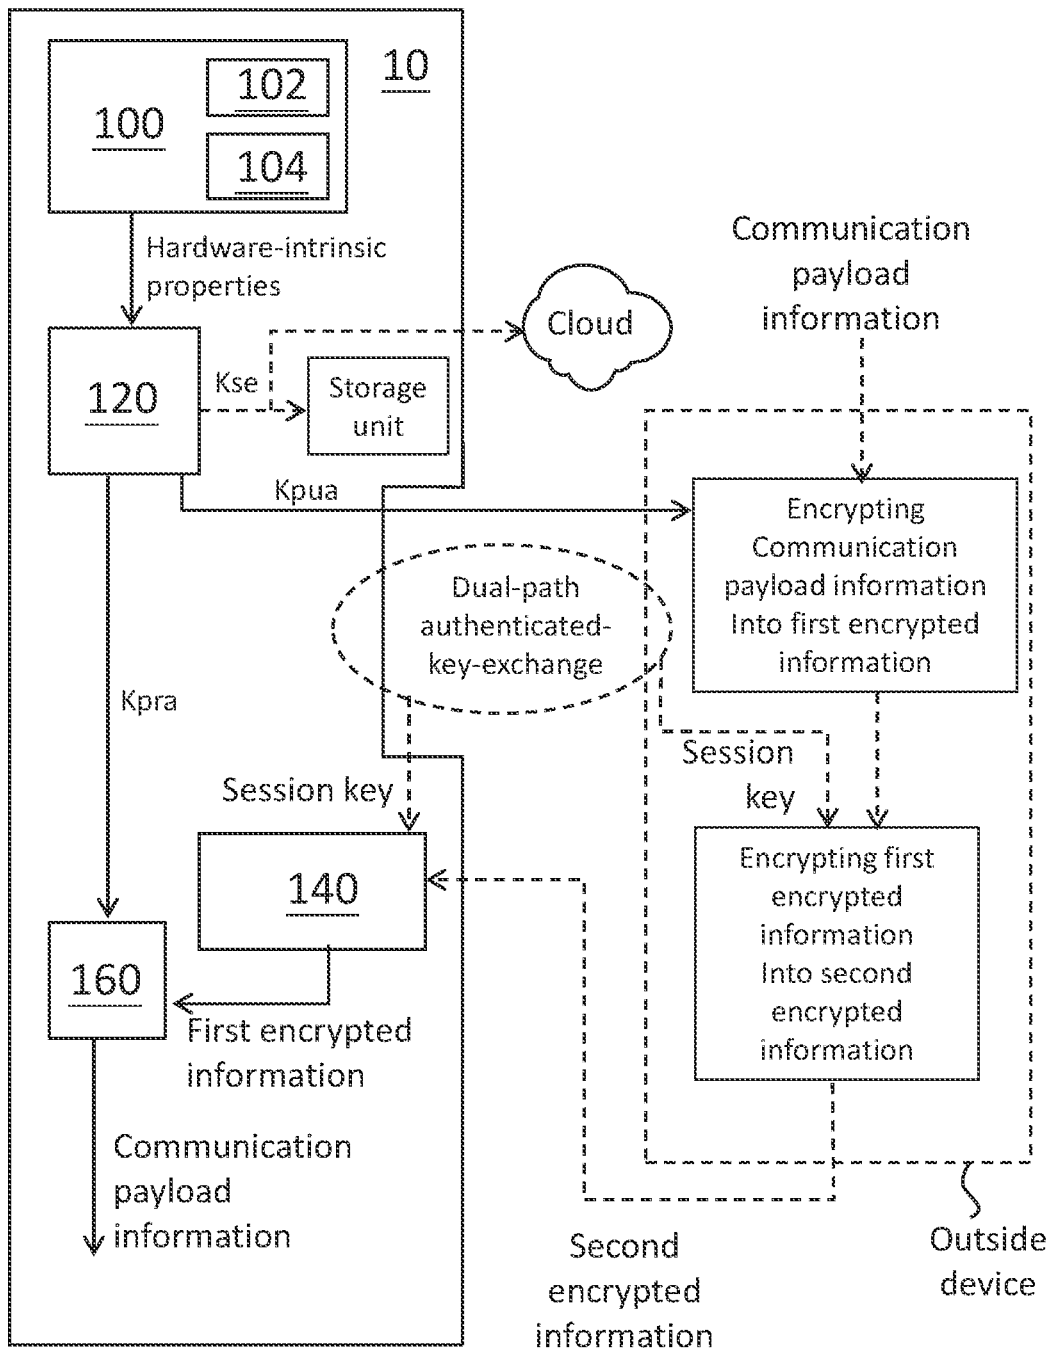 10
102
100
104
Hardware-intrinsic
properties
Communication
payload
information
Cloud
120
Kse
Storage
unit
Kpua
Encrypting
Communication
payload information
Into first encrypted
information
Dual-path
authenticated-
key-exchange
Kpra
Session key
Session
key
140
Encrypting first
encrypted
information
Into second
encrypted
information
160
First encrypted
information
Communication
payload
information
Second
encrypted
information
Outside
device